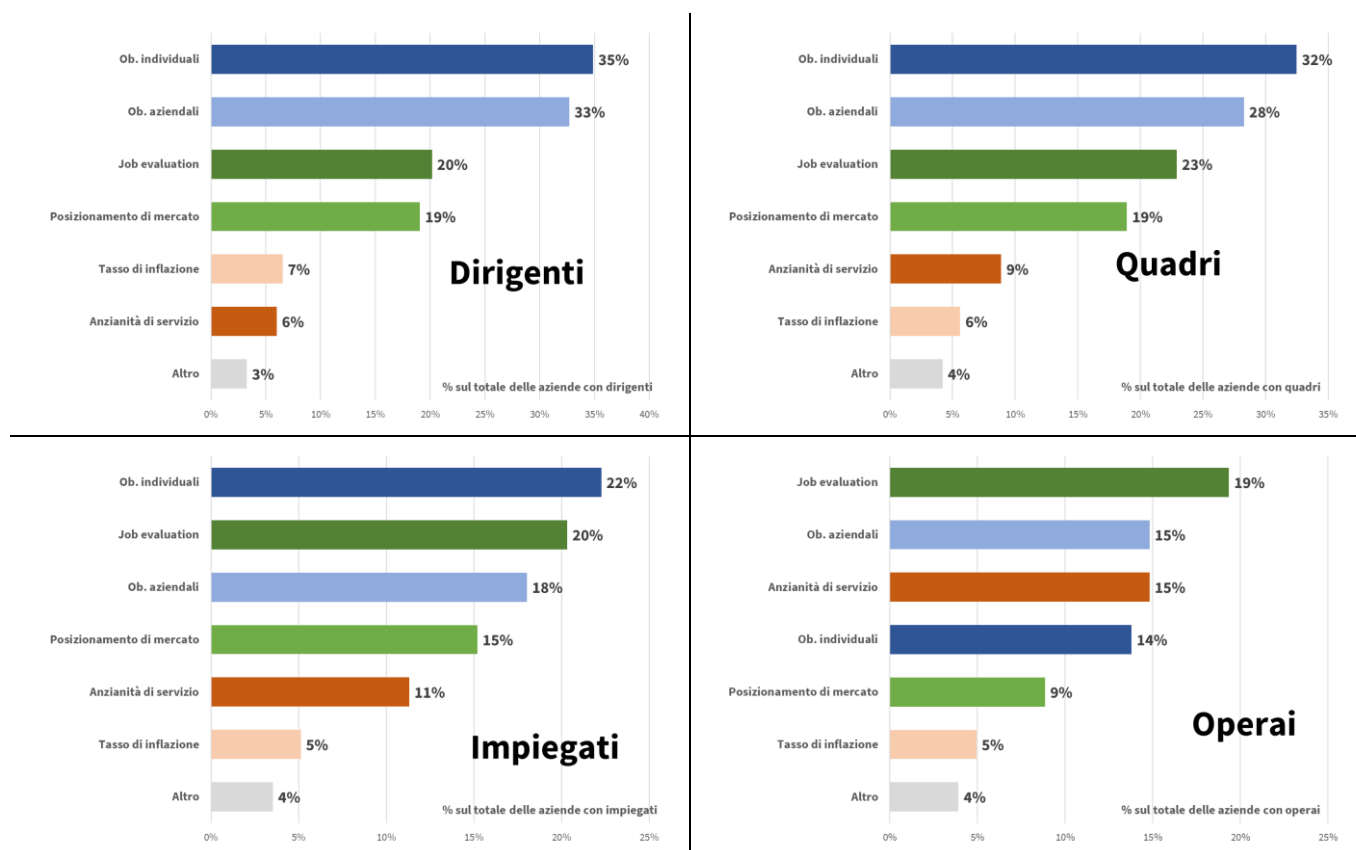 Ob. individuali 35%
Ob. aziendali 33%
Job evaluation 20%
Posizionamento di mercato 19%
Tasso di inflazione 7%
Anzianità di servizio 6%
Altro 3%
Dirigenti
% sul totale delle aziende con dirigenti
0% 5% 10% 15% 20% 25% 30% 35% 40%
Ob. individuali 32%
Ob. aziendali 28%
Job evaluation 23%
Posizionamento di mercato 19%
Anzianità di servizio 9%
Tasso di inflazione 6%
Altro 4%
Quadri
% sul totale delle aziende con quadri
0% 5% 10% 15% 20% 25% 30% 35%
Ob. individuali 22%
Job evaluation 20%
Ob. aziendali 18%
Posizionamento di mercato 15%
Anzianità di servizio 11%
Tasso di inflazione 5%
Altro 4%
Impiegati
% sul totale delle aziende con impiegati
0% 5% 10% 15% 20% 25%
Job evaluation 19%
Ob. aziendali 15%
Anzianità di servizio 15%
Ob. individuali 14%
Posizionamento di mercato 9%
Tasso di inflazione 5%
Altro 4%
Operai
% sul totale delle aziende con operai
0% 5% 10% 15% 20% 25%